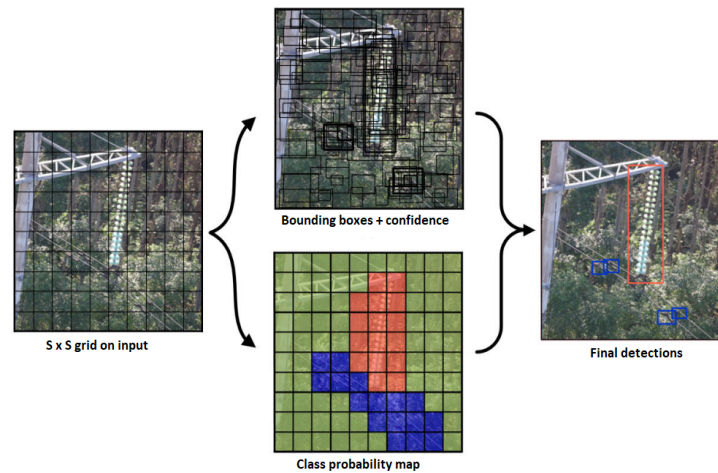 Bounding boxes + confidence
S x S grid on input
Final detections
Class probability map